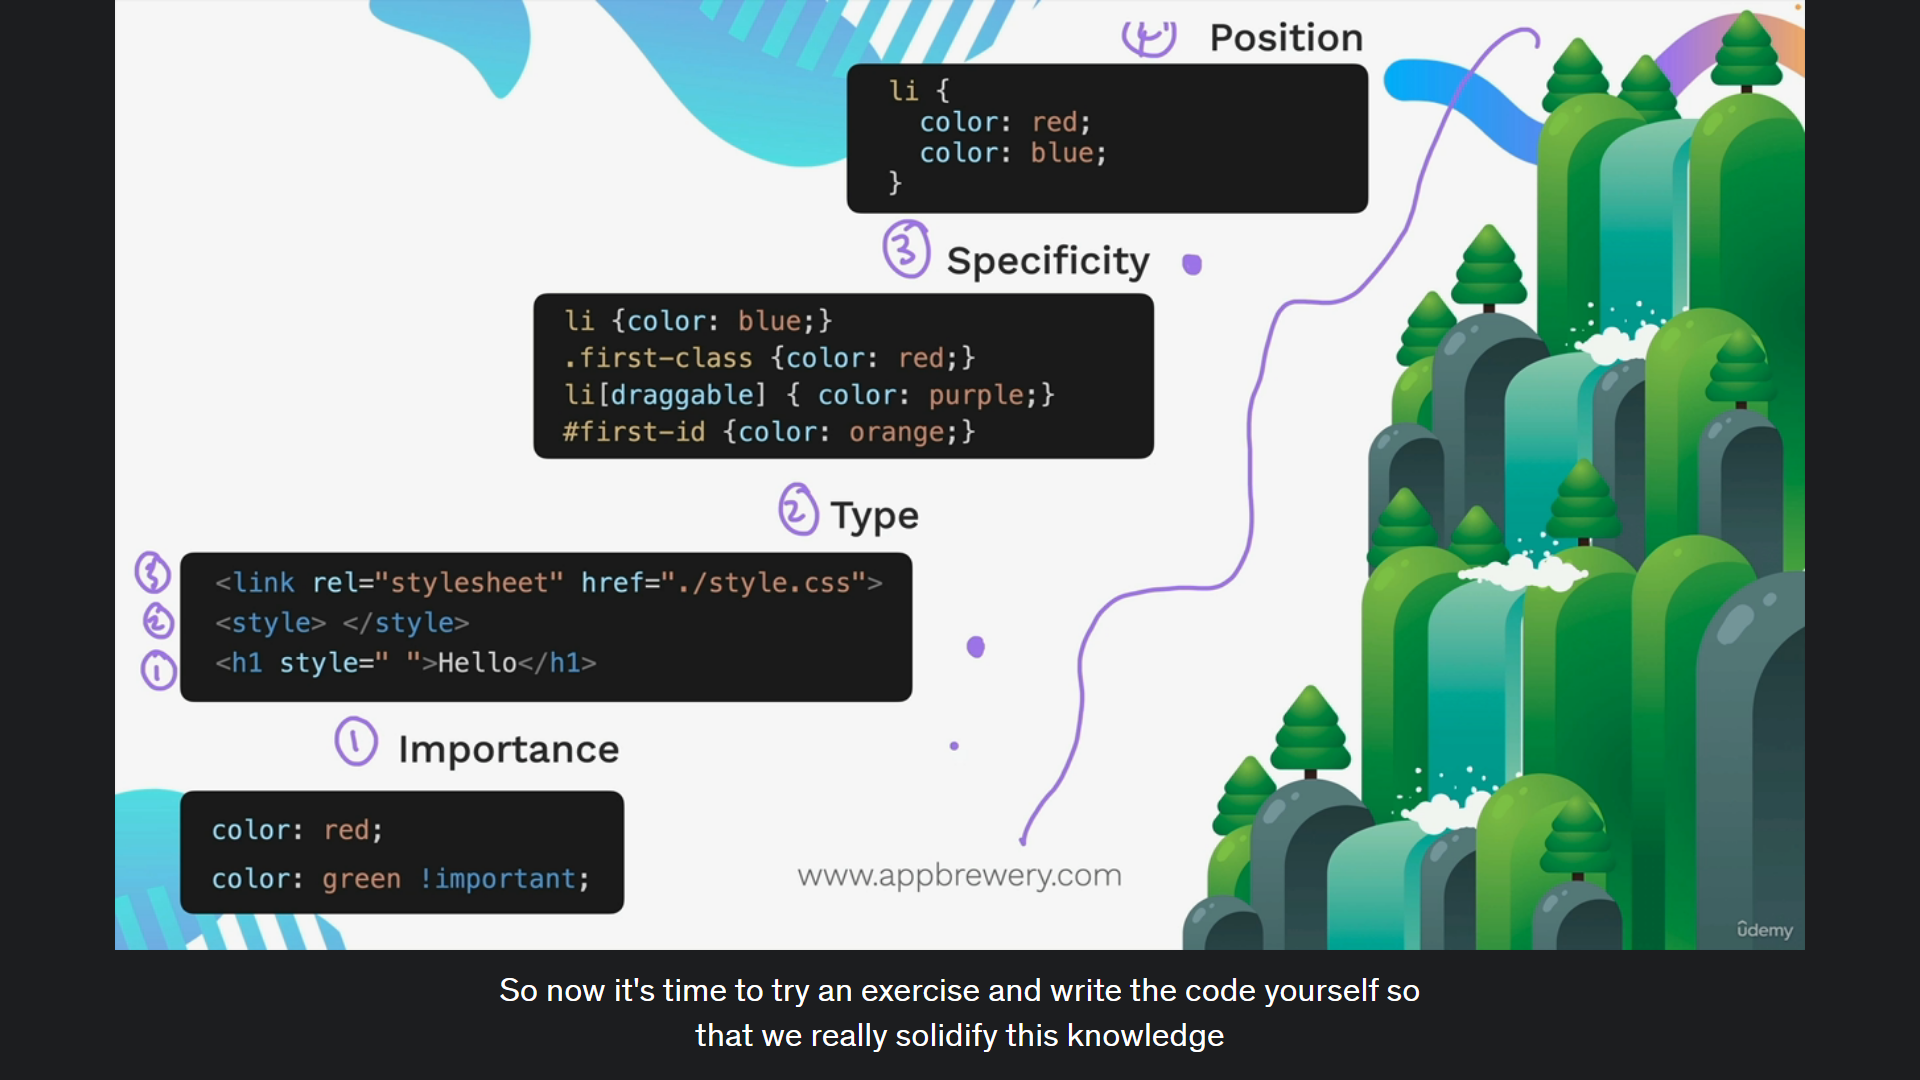 4 Position
li {
color: red;
color: blue;
}
3 Specificity
li {color: blue;}
.first-class {color: red;}
li[draggable] { color: purple;}
#first-id {color: orange;}
2 Type
3 <link rel="stylesheet" href="./style.css">
2 <style> </style>
1 <h1 style=" ">Hello</h1>
1 Importance
color: red;
color: green !important;
www.appbrewery.com
ûdemy
So now it's time to try an exercise and write the code yourself so
that we really solidify this knowledge